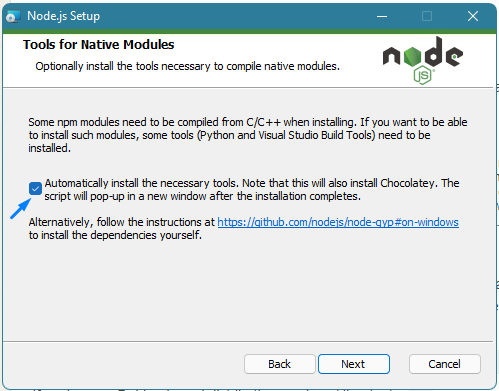 Node.js Setup
Tools for Native Modules
Optionally install the tools necessary to compile native modules.
node
JS
Some npm modules need to be compiled from C/C++ when installing. If you want to be able
to install such modules, some tools (Python and Visual Studio Build Tools) need to be
installed.
Automatically install the necessary tools. Note that this will also install Chocolatey. The
script will pop-up in a new window after the installation completes.
Alternatively, follow the instructions at https://github.com/nodejs/node-gyp#on-windows
to install the dependencies yourself.
Back
Next
Cancel